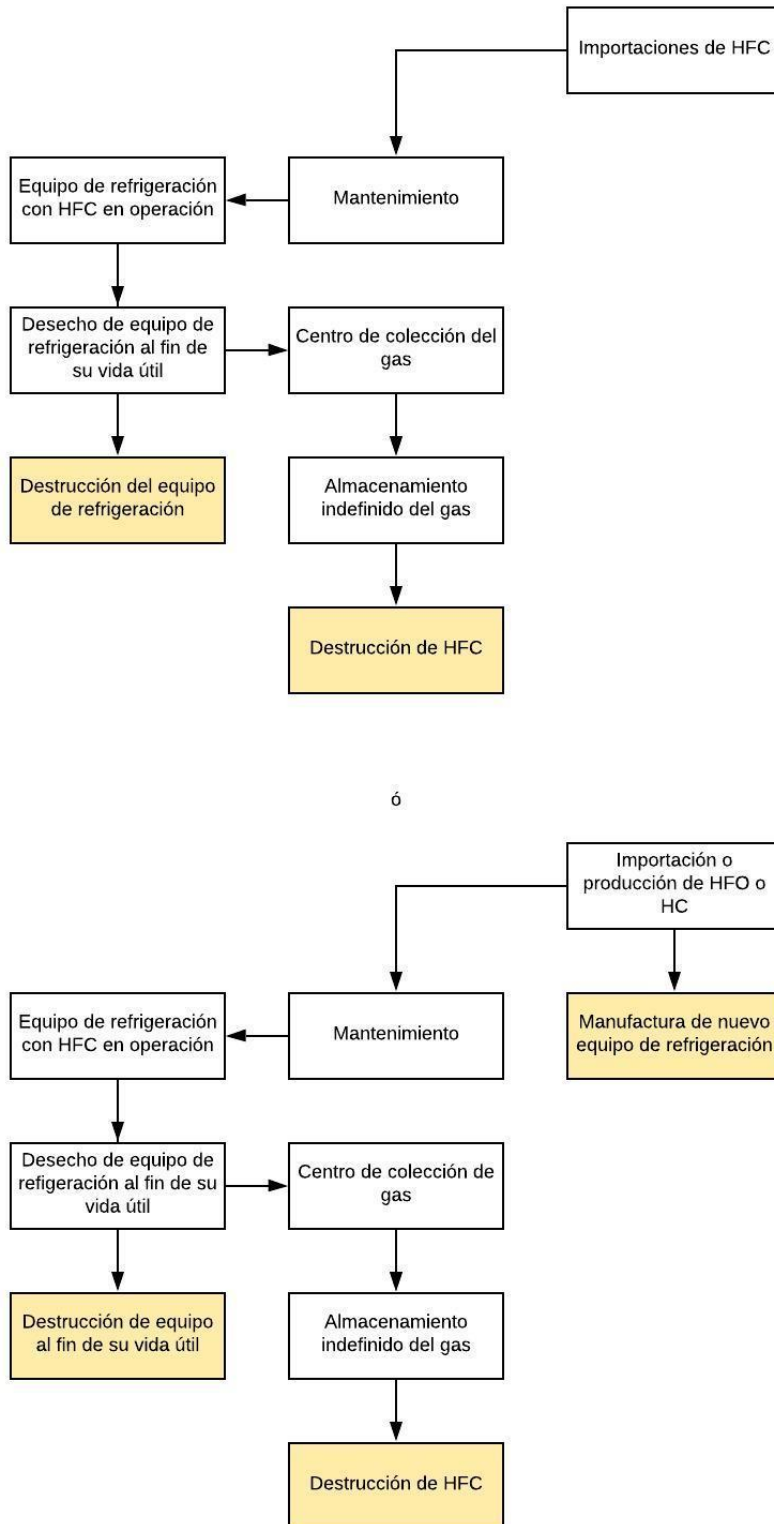 Importaciones de HFC
Equipo de refrigeración
con HFC en operación
Mantenimiento
Desecho de equipo de
refrigeración al fin de
su vida útil
Centro de colección del
gas
Destrucción del equipo
de refrigeración
Almacenamiento
indefinido del gas
Destrucción de HFC
ó
Importación o
producción de HFO o
HC
Equipo de refrigeración
con HFC en operación
Mantenimiento
Manufactura de nuevo
equipo de refrigeración
Desecho de equipo de
refigeración al fin de su
vida útil
Centro de colección de
gas
Destrucción de equipo
al fin de su vida útil
Almacenamiento
indefinido del gas
Destrucción de HFC